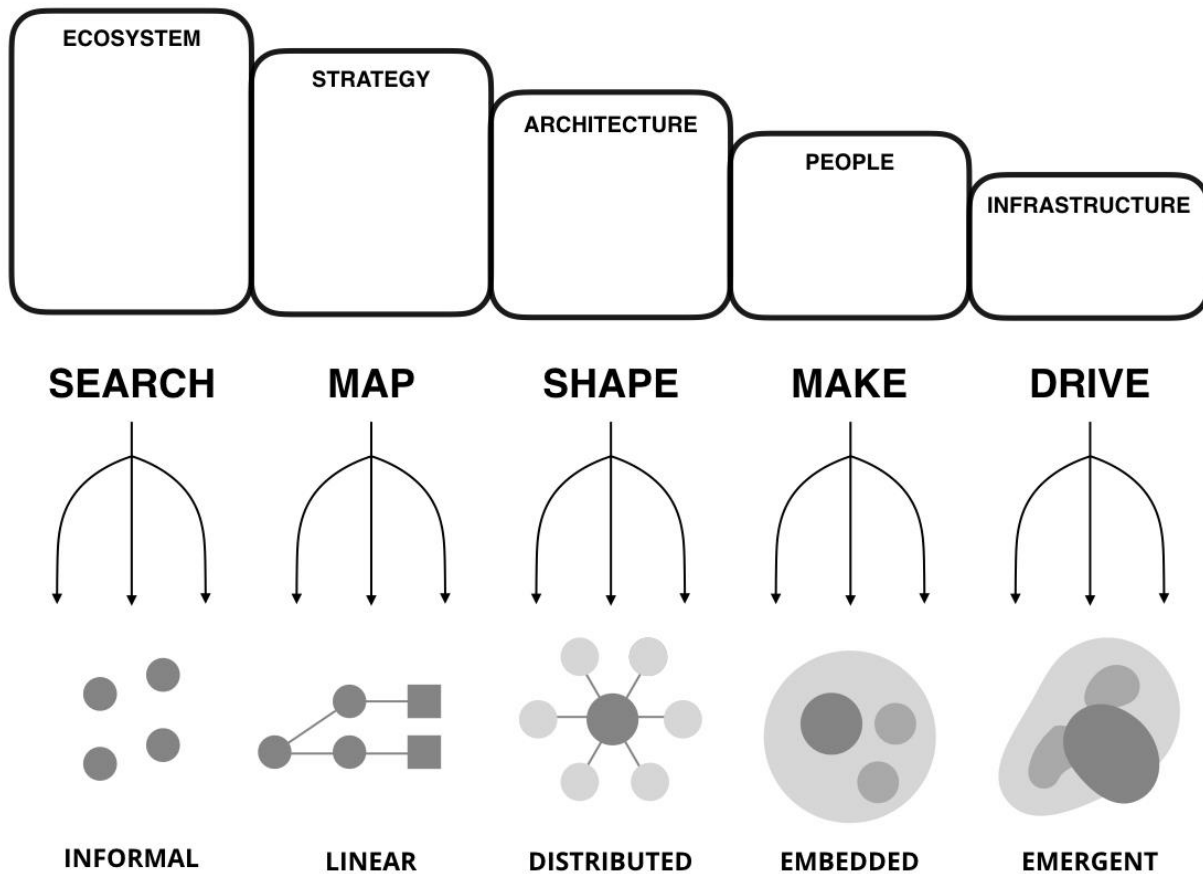 ECOSYSTEM
STRATEGY
ARCHITECTURE
PEOPLE
INFRASTRUCTURE
SEARCH
MAP
SHAPE
MAKE
DRIVE
INFORMAL
LINEAR
DISTRIBUTED
EMBEDDED
EMERGENT